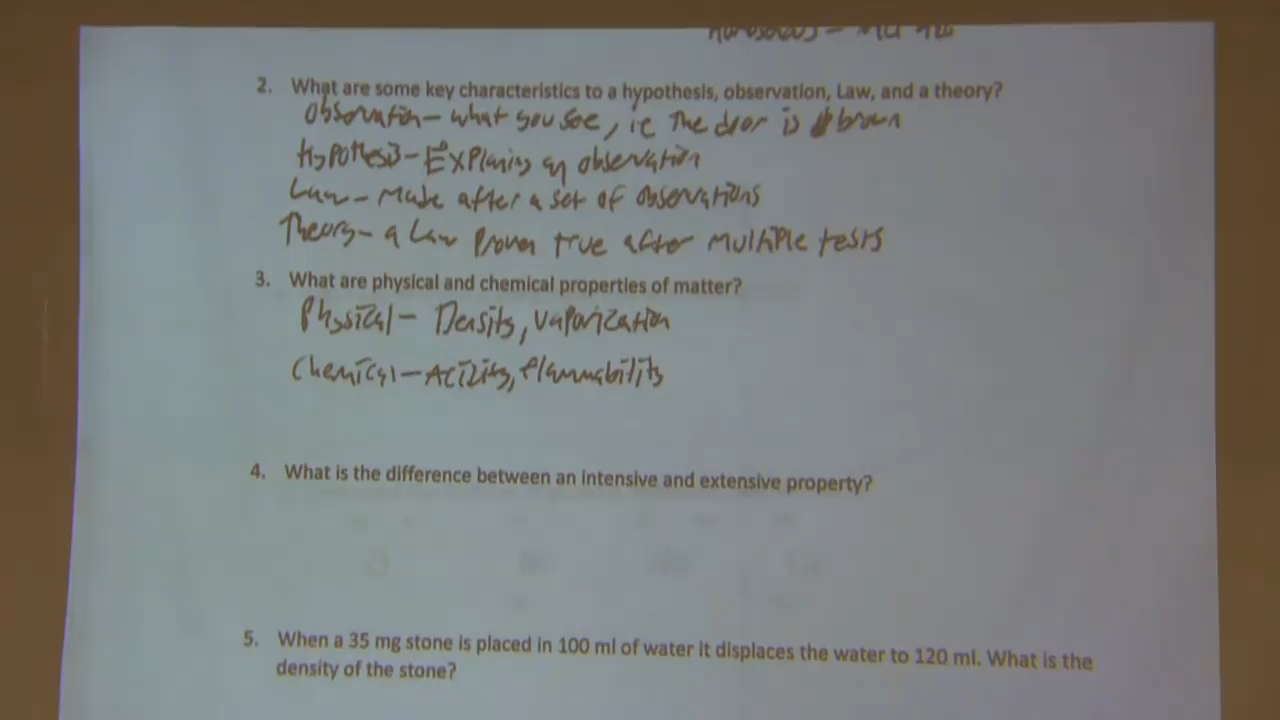 2. What are some key characteristics to a hypothesis, observation, Law, and a theory?
Observation - what you see, ie The door is brown
Hypothesis - Explaining an observation
Law - Made after a set of observations
Theory - a Law Proven true after multiple tests
3. What are physical and chemical properties of matter?
Physical - Density, vaporization
Chemical - Acidity, flammability
4. What is the difference between an intensive and extensive property?
5. When a 35 mg stone is placed in 100 ml of water it displaces the water to 120 ml. What is the
density of the stone?